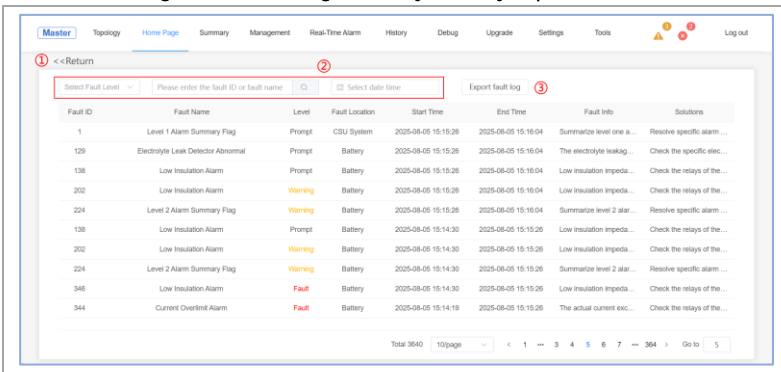 Master Topology Home Page Summary Management Real-Time Alarm History Debug Upgrade Settings Tools Log out
① <<Return
②
Select Fault Level Please enter the fault ID or fault name Select date time Export fault log ③
Fault ID Fault Name Level Fault Location Start Time End Time Fault Info Solutions
1 Level 1 Alarm Summary Flag Prompt CSU System 2025-08-05 15:15:26 2025-08-05 15:16:04 Summarize level one a... Resolve specific alarm ...
129 Electrolyte Leak Detector Abnormal Prompt Battery 2025-08-05 15:15:26 2025-08-05 15:16:04 The electrolyte leakag... Check the specific elec...
138 Low Insulation Alarm Prompt Battery 2025-08-05 15:15:26 2025-08-05 15:16:04 Low insulation impeda... Check the relays of the...
202 Low Insulation Alarm Warning Battery 2025-08-05 15:15:26 2025-08-05 15:16:04 Low insulation impeda... Check the relays of the...
224 Level 2 Alarm Summary Flag Warning Battery 2025-08-05 15:15:26 2025-08-05 15:16:04 Summarize level 2 alar... Resolve specific alarm ...
138 Low Insulation Alarm Prompt Battery 2025-08-05 15:14:30 2025-08-05 15:15:26 Low insulation impeda... Check the relays of the...
202 Low Insulation Alarm Warning Battery 2025-08-05 15:14:30 2025-08-05 15:15:26 Low insulation impeda... Check the relays of the...
224 Level 2 Alarm Summary Flag Warning Battery 2025-08-05 15:14:30 2025-08-05 15:15:26 Summarize level 2 alar... Resolve specific alarm ...
346 Low Insulation Alarm Fault Battery 2025-08-05 15:14:30 2025-08-05 15:15:26 Low insulation impeda... Check the relays of the...
344 Current Overlimit Alarm Fault Battery 2025-08-05 15:14:19 2025-08-05 15:15:26 The actual current exc... Check the relays of the...
Total 3640 10/page < 1 ••• 3 4 5 6 7 ••• 364 > Go to 5